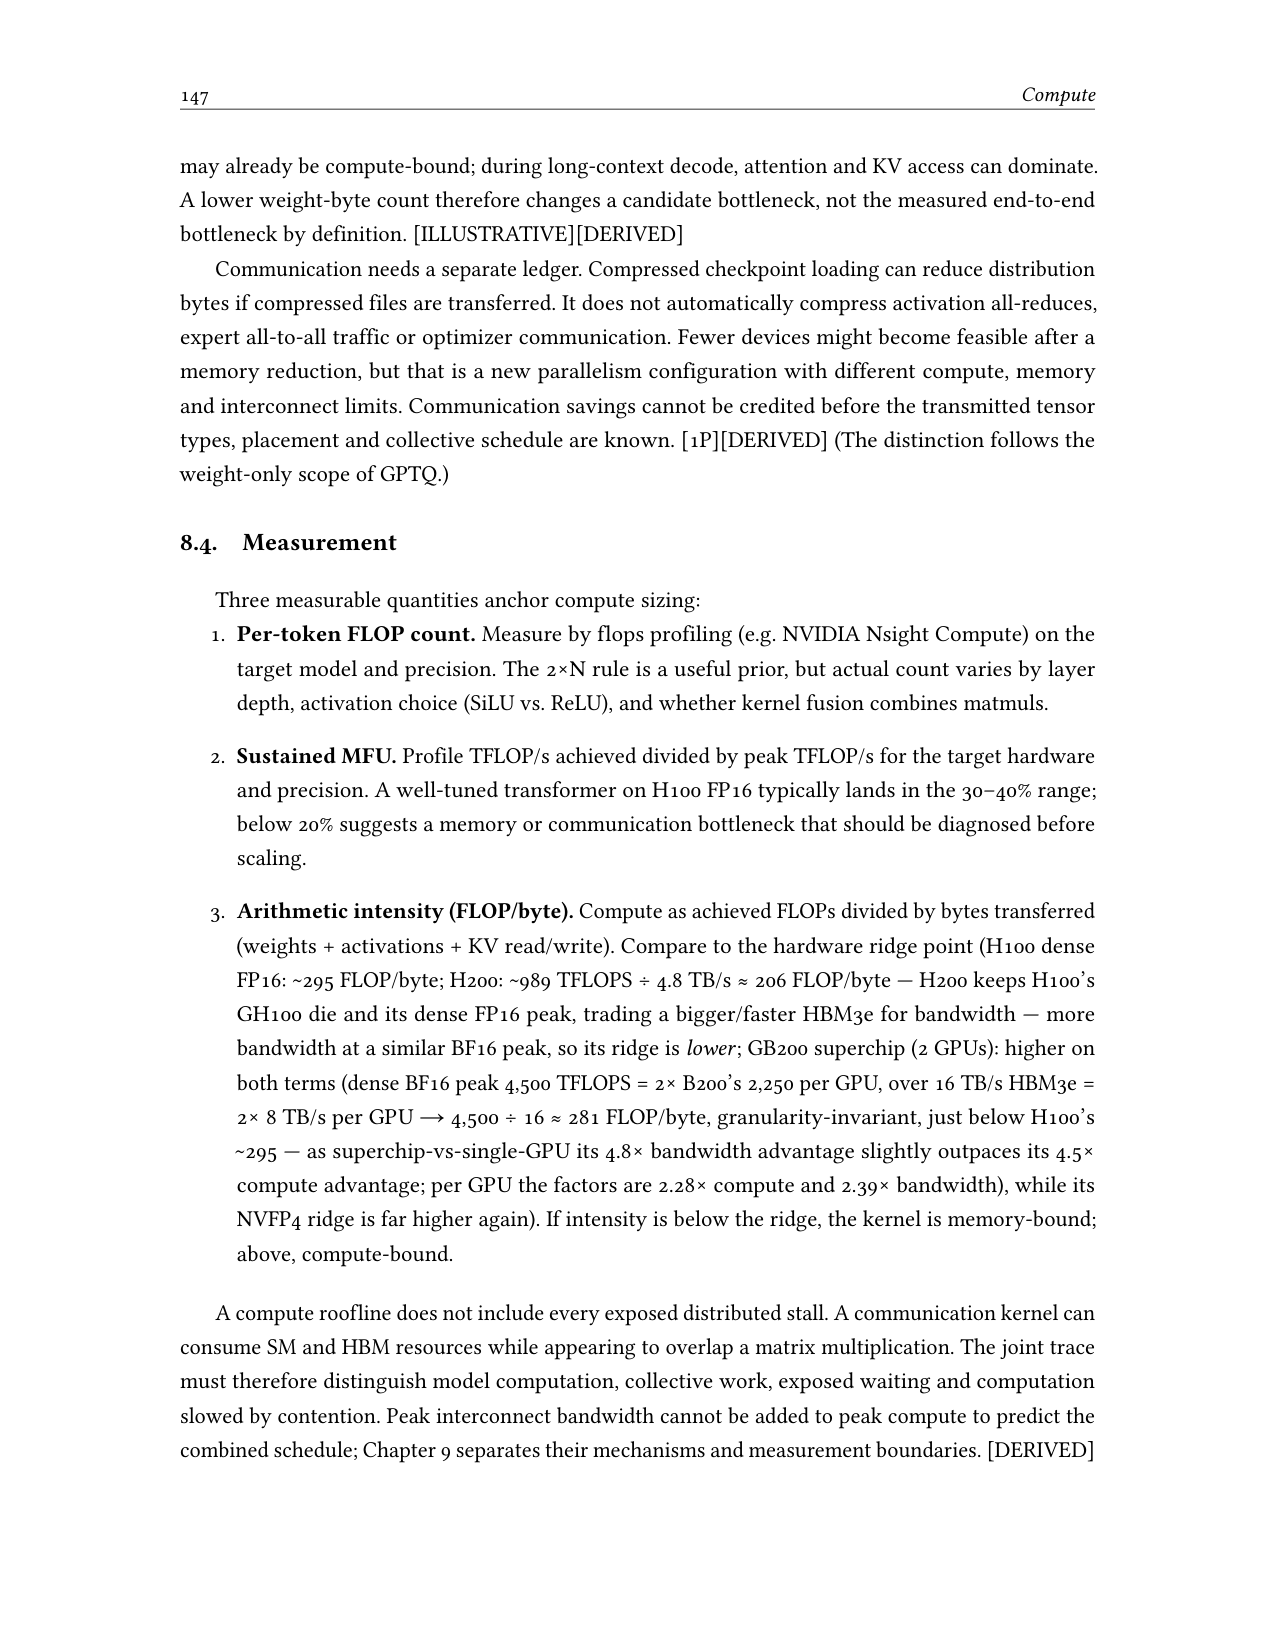 147 Compute
may already be compute-bound; during long-context decode, attention and KV access can dominate.
A lower weight-byte count therefore changes a candidate bottleneck, not the measured end-to-end
bottleneck by definition. [ILLUSTRATIVE][DERIVED]
Communication needs a separate ledger. Compressed checkpoint loading can reduce distribution
bytes if compressed files are transferred. It does not automatically compress activation all-reduces,
expert all-to-all traffic or optimizer communication. Fewer devices might become feasible after a
memory reduction, but that is a new parallelism configuration with different compute, memory
and interconnect limits. Communication savings cannot be credited before the transmitted tensor
types, placement and collective schedule are known. [1P][DERIVED] (The distinction follows the
weight-only scope of GPTQ.)
8.4. Measurement
Three measurable quantities anchor compute sizing:
1. Per-token FLOP count. Measure by flops profiling (e.g. NVIDIA Nsight Compute) on the
target model and precision. The 2×N rule is a useful prior, but actual count varies by layer
depth, activation choice (SiLU vs. ReLU), and whether kernel fusion combines matmuls.
2. Sustained MFU. Profile TFLOP/s achieved divided by peak TFLOP/s for the target hardware
and precision. A well-tuned transformer on H100 FP16 typically lands in the 30–40% range;
below 20% suggests a memory or communication bottleneck that should be diagnosed before
scaling.
3. Arithmetic intensity (FLOP/byte). Compute as achieved FLOPs divided by bytes transferred
(weights + activations + KV read/write). Compare to the hardware ridge point (H100 dense
FP16: ~295 FLOP/byte; H200: ~989 TFLOPS ÷ 4.8 TB/s ≈ 206 FLOP/byte — H200 keeps H100’s
GH100 die and its dense FP16 peak, trading a bigger/faster HBM3e for bandwidth — more
bandwidth at a similar BF16 peak, so its ridge is lower; GB200 superchip (2 GPUs): higher on
both terms (dense BF16 peak 4,500 TFLOPS = 2× B200’s 2,250 per GPU, over 16 TB/s HBM3e =
2× 8 TB/s per GPU ⟶ 4,500 ÷ 16 ≈ 281 FLOP/byte, granularity-invariant, just below H100’s
~295 — as superchip-vs-single-GPU its 4.8× bandwidth advantage slightly outpaces its 4.5×
compute advantage; per GPU the factors are 2.28× compute and 2.39× bandwidth), while its
NVFP4 ridge is far higher again). If intensity is below the ridge, the kernel is memory-bound;
above, compute-bound.
A compute roofline does not include every exposed distributed stall. A communication kernel can
consume SM and HBM resources while appearing to overlap a matrix multiplication. The joint trace
must therefore distinguish model computation, collective work, exposed waiting and computation
slowed by contention. Peak interconnect bandwidth cannot be added to peak compute to predict the
combined schedule; Chapter 9 separates their mechanisms and measurement boundaries. [DERIVED]